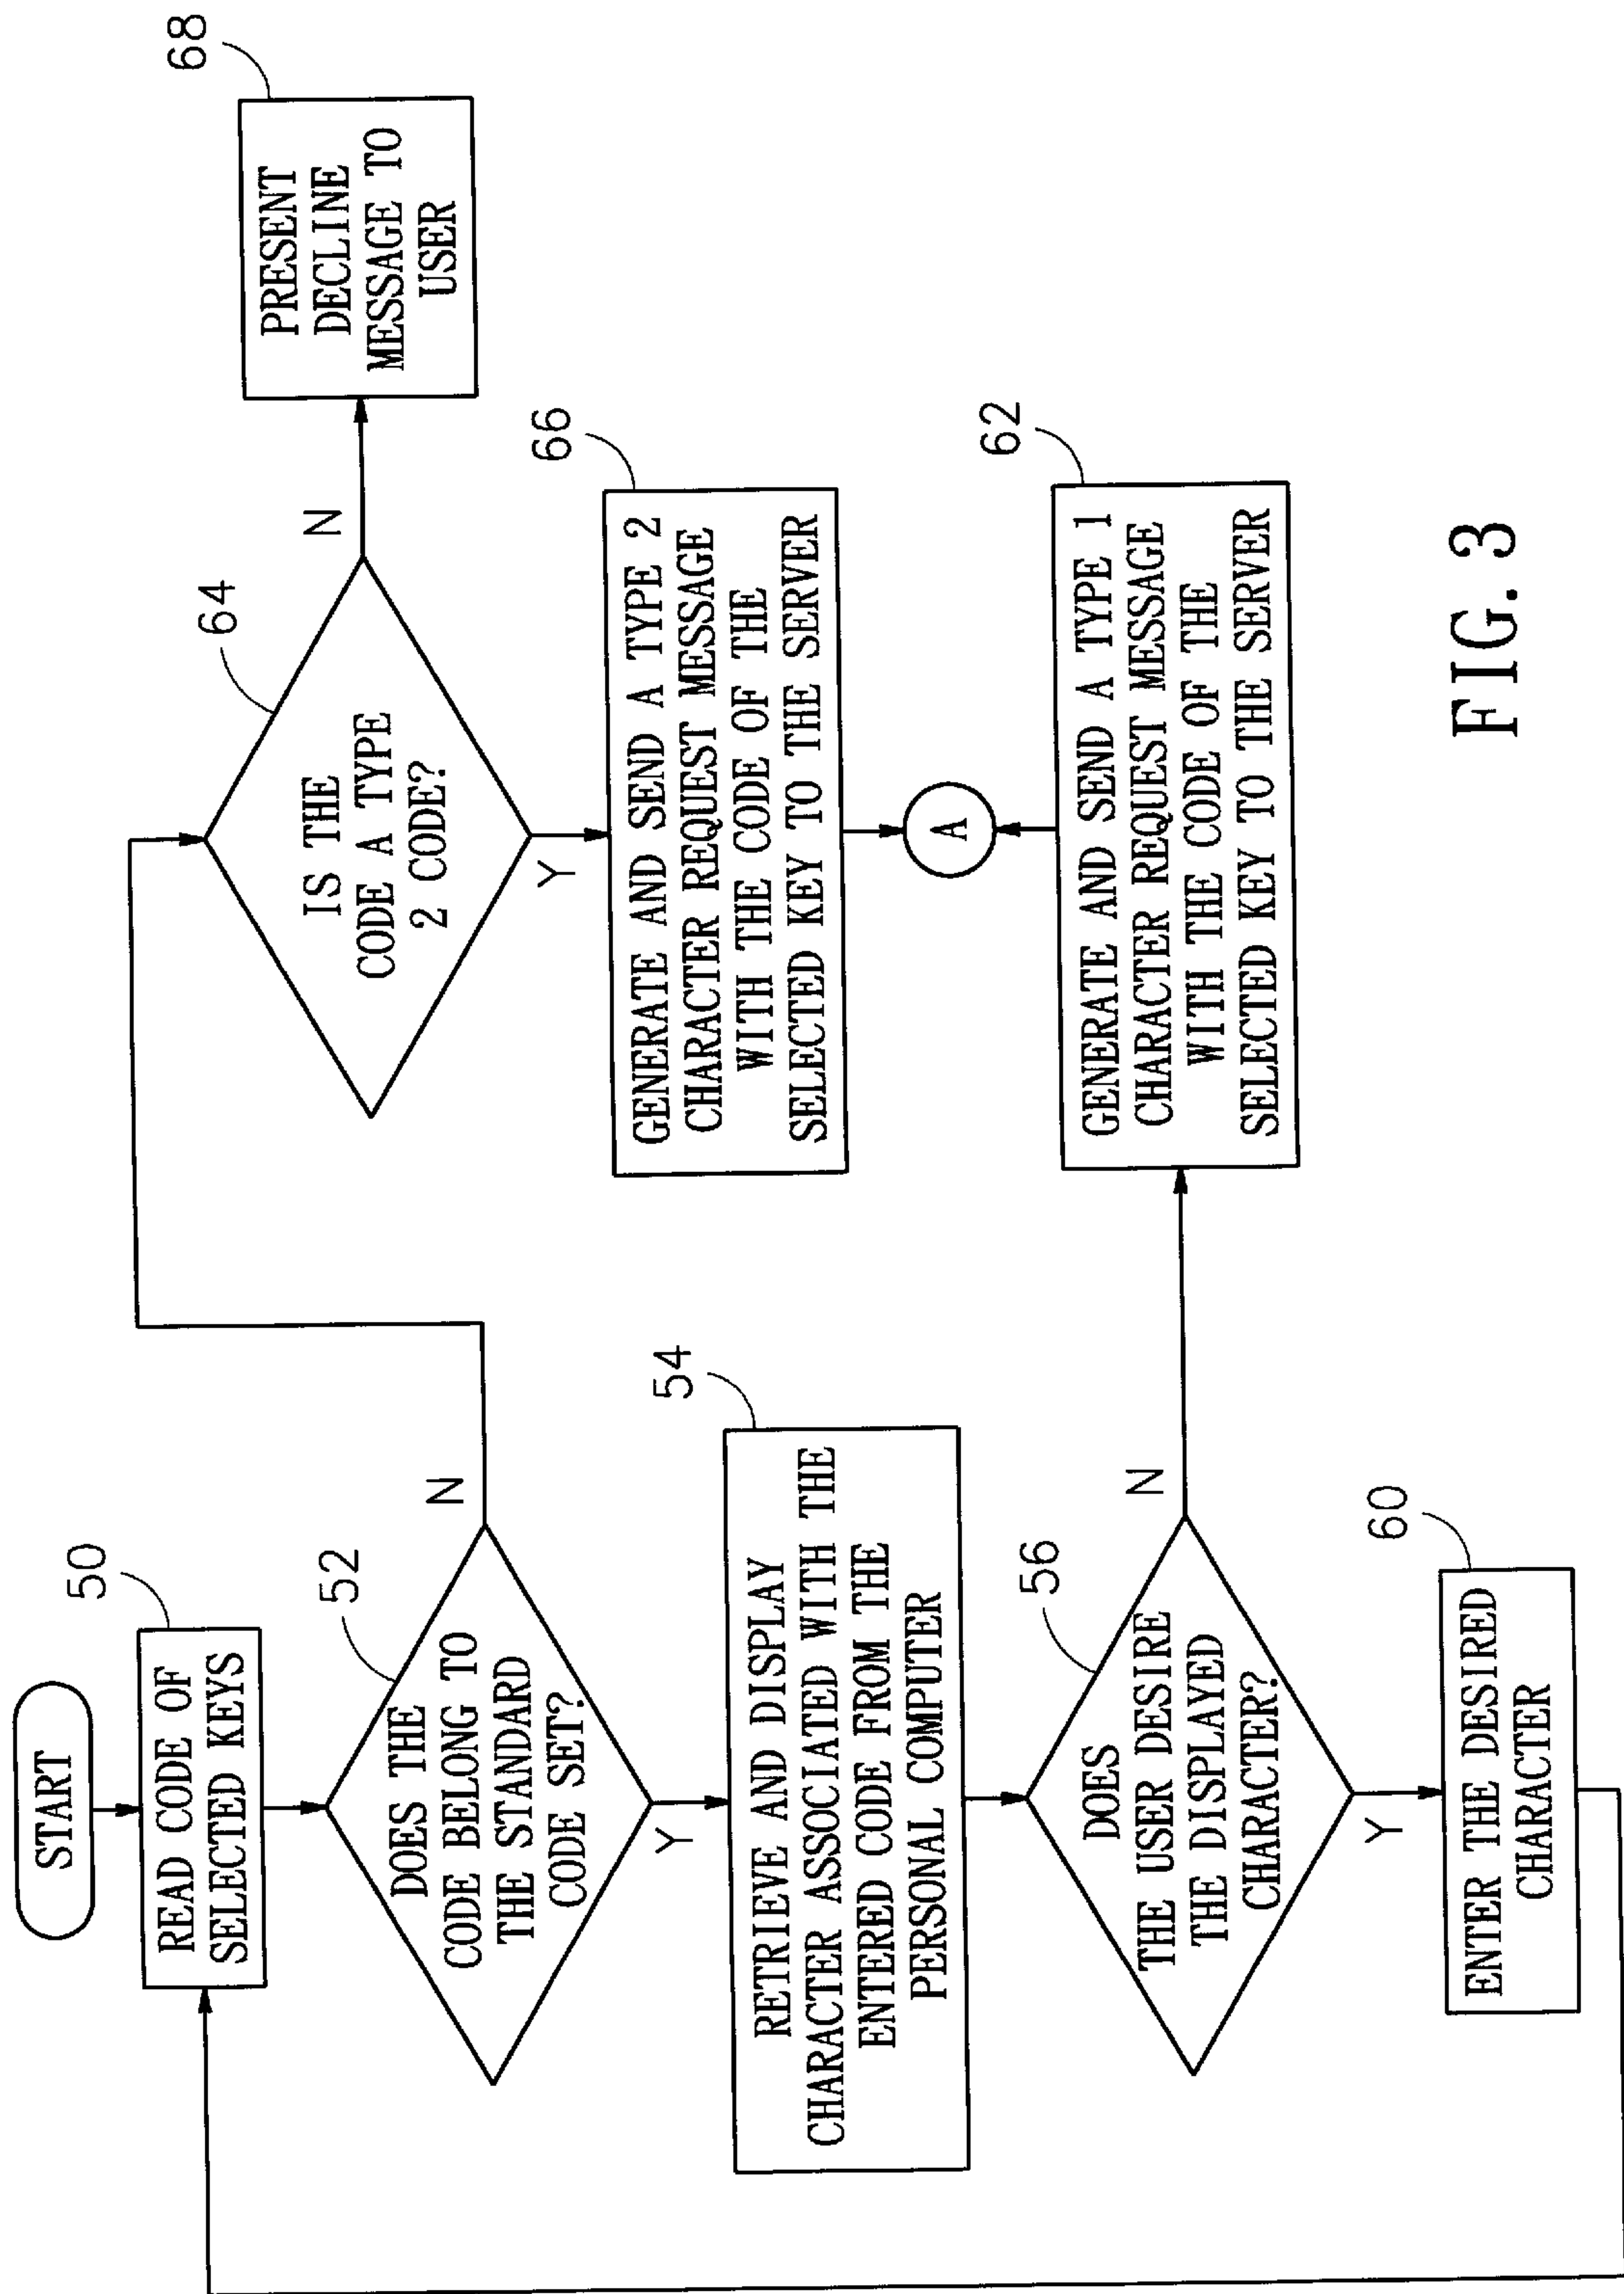 START
50
READ CODE OF
SELECTED KEYS
52
DOES THE
CODE BELONG TO
THE STANDARD
CODE SET?
N
Y
54
RETRIEVE AND DISPLAY
CHARACTER ASSOCIATED WITH THE
ENTERED CODE FROM THE
PERSONAL COMPUTER
56
DOES
THE USER DESIRE
THE DISPLAYED
CHARACTER?
N
Y
60
ENTER THE DESIRED
CHARACTER
64
IS THE
CODE A TYPE
2 CODE?
N
Y
68
PRESENT
DECLINE
MESSAGE TO
USER
66
GENERATE AND SEND A TYPE 2
CHARACTER REQUEST MESSAGE
WITH THE CODE OF THE
SELECTED KEY TO THE SERVER
A
62
GENERATE AND SEND A TYPE 1
CHARACTER REQUEST MESSAGE
WITH THE CODE OF THE
SELECTED KEY TO THE SERVER
FIG. 3